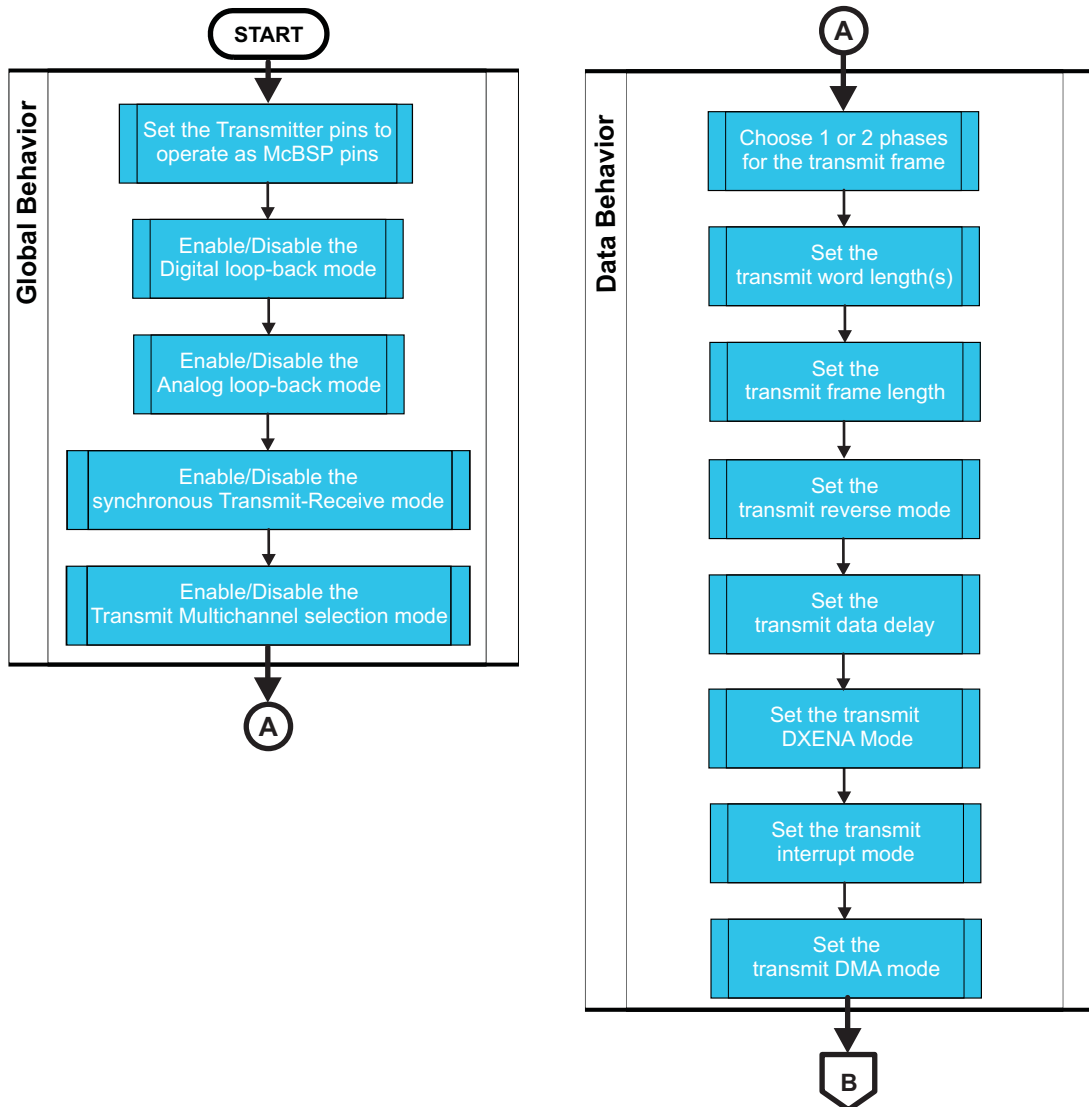 START
Global Behavior
Set the Transmitter pins to
operate as McBSP pins
Enable/Disable the
Digital loop-back mode
Enable/Disable the
Analog loop-back mode
Enable/Disable the
synchronous Transmit-Receive mode
Enable/Disable the
Transmit Multichannel selection mode
A
A
Data Behavior
Choose 1 or 2 phases
for the transmit frame
Set the
transmit word length(s)
Set the
transmit frame length
Set the
transmit reverse mode
Set the
transmit data delay
Set the transmit
DXENA Mode
Set the transmit
interrupt mode
Set the
transmit DMA mode
B